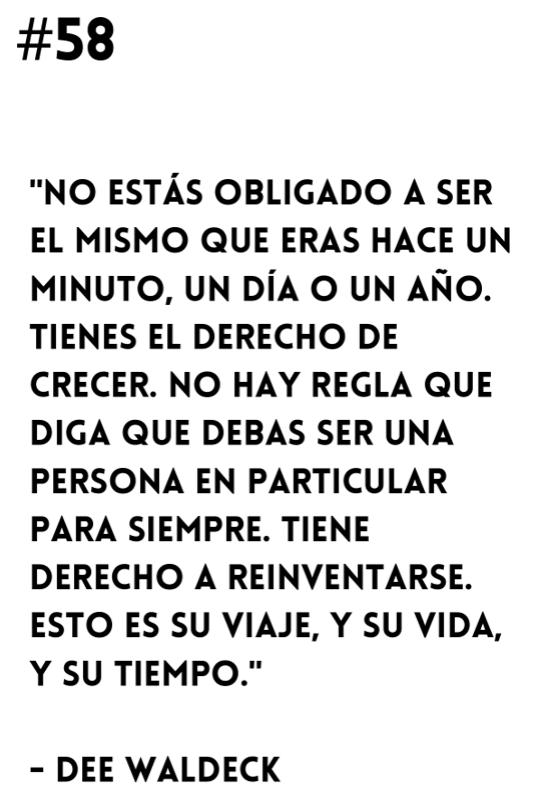 #58
"NO ESTÁS OBLIGADO A SER
EL MISMO QUE ERAS HACE UN
MINUTO, UN DÍA O UN AÑO.
TIENES EL DERECHO DE
CRECER. NO HAY REGLA QUE
DIGA QUE DEBAS SER UNA
PERSONA EN PARTICULAR
PARA SIEMPRE. TIENE
DERECHO A REINVENTARSE.
ESTO ES SU VIAJE, Y SU VIDA,
Y SU TIEMPO."
- DEE WALDECK